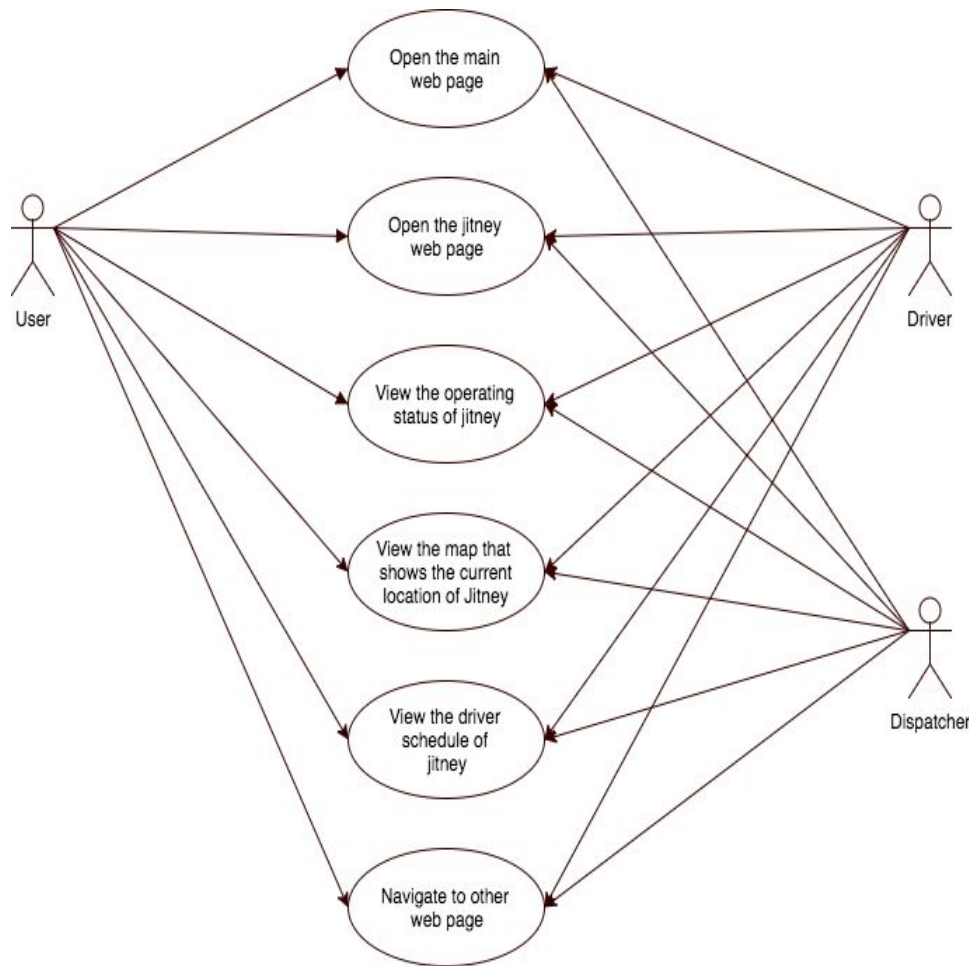 Open the main
web page
Open the jitney
web page
User
Driver
View the operating
status of jitney
View the map that
shows the current
location of Jitney
View the driver
schedule of
jitney
Dispatcher
Navigate to other
web page